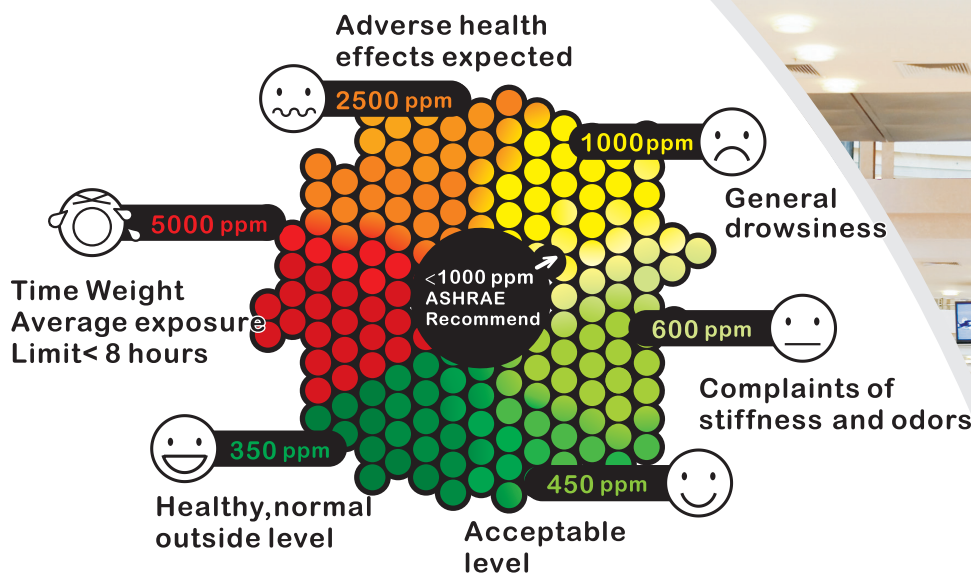 Adverse health
effects expected
2500 ppm
1000ppm
General
drowsiness
5000 ppm
Time Weight
Average exposure
Limit< 8 hours
<1000 ppm
ASHRAE
Recommend
600 ppm
Complaints of
stiffness and odors
350 ppm
Healthy,normal
outside level
450 ppm
Acceptable
level